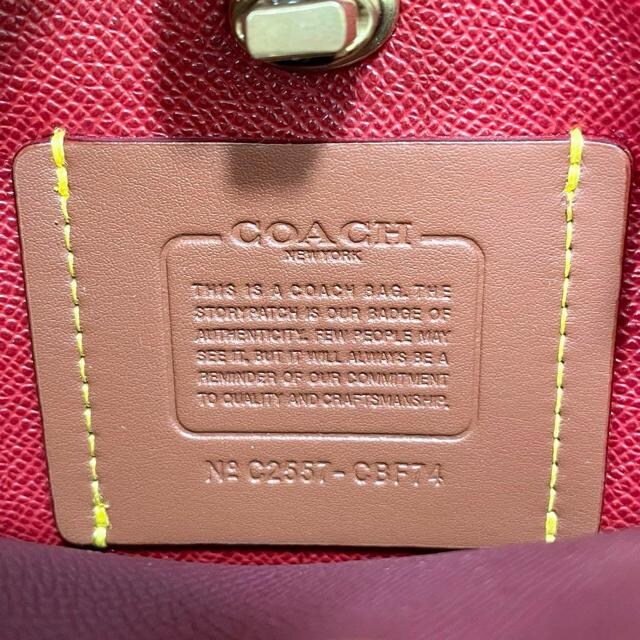 COACH
NEW YORK
THIS IS A COACH BAG. THE
STORYPATCH IS OUR BADGE OF
AUTHENTICITY. FEW PEOPLE MAY
SEE IT, BUT IT WILL ALWAYS BE A
REMINDER OF OUR COMMITMENT
TO QUALITY AND CRAFTSMANSHIP.
Nº C2557-CBF74